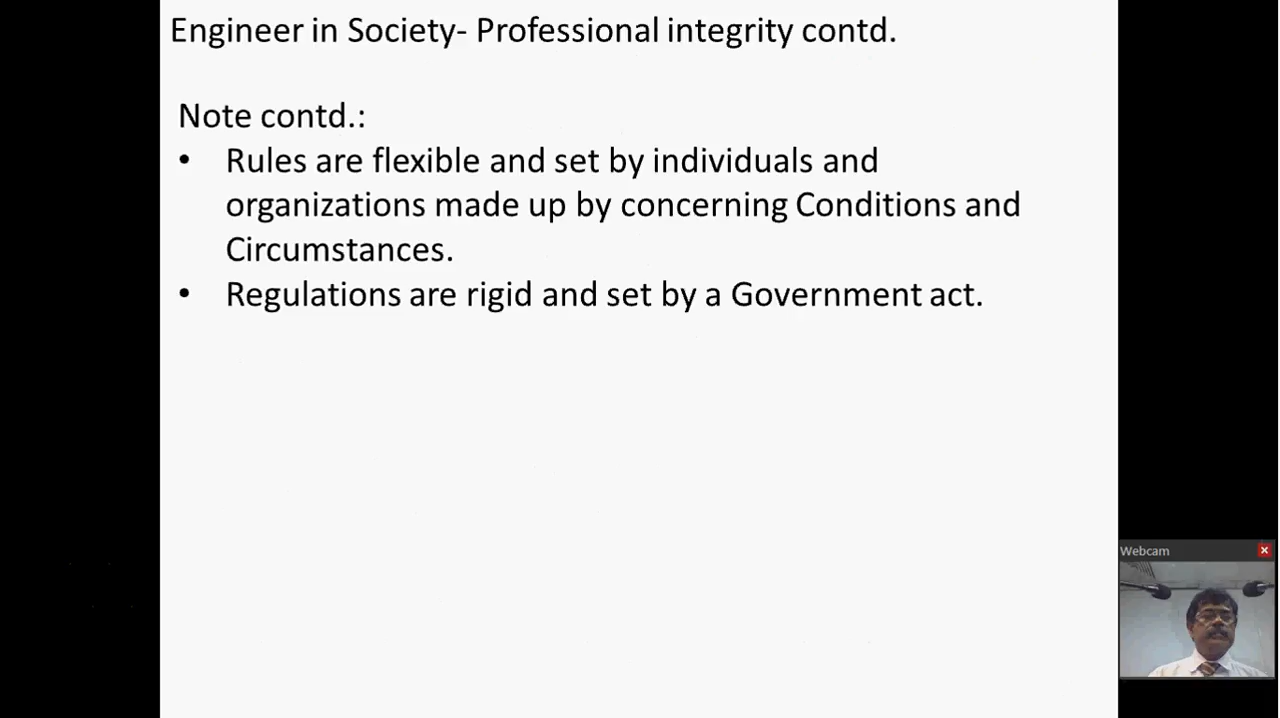 Engineer in Society- Professional integrity contd.
Note contd.:
• Rules are flexible and set by individuals and
organizations made up by concerning Conditions and
Circumstances.
• Regulations are rigid and set by a Government act.
Webcam